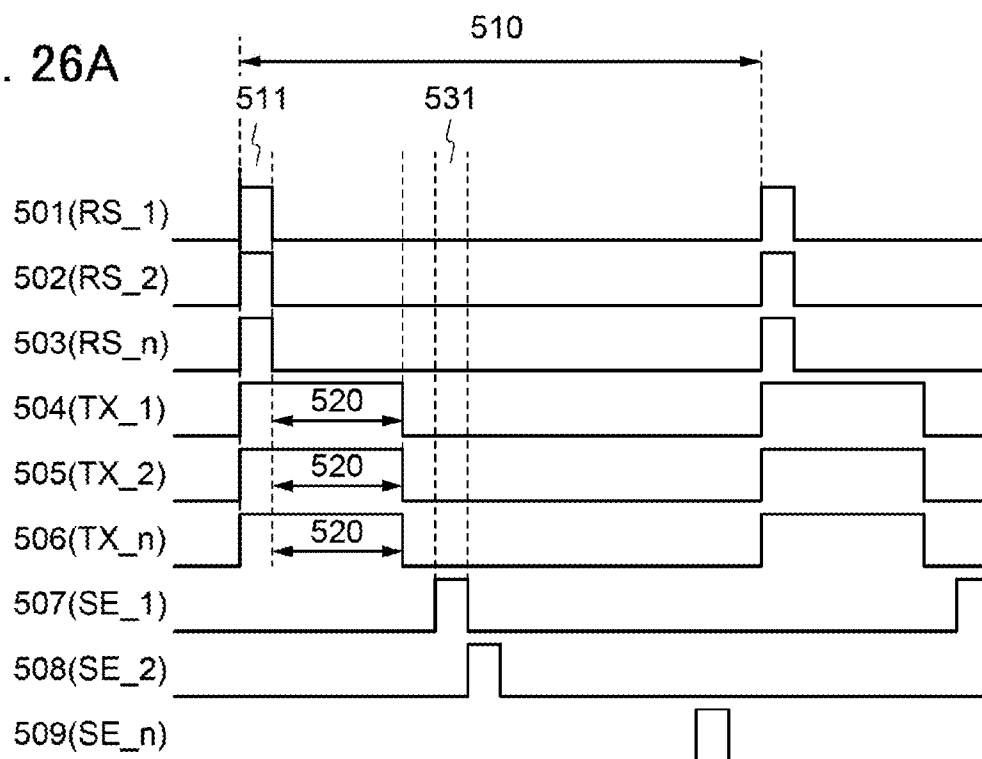 510
. 26A
511
531
501(RS_1)
502(RS_2)
503(RS_n)
504(TX_1)
520
505(TX_2)
520
506(TX_n)
520
507(SE_1)
508(SE_2)
509(SE_n)